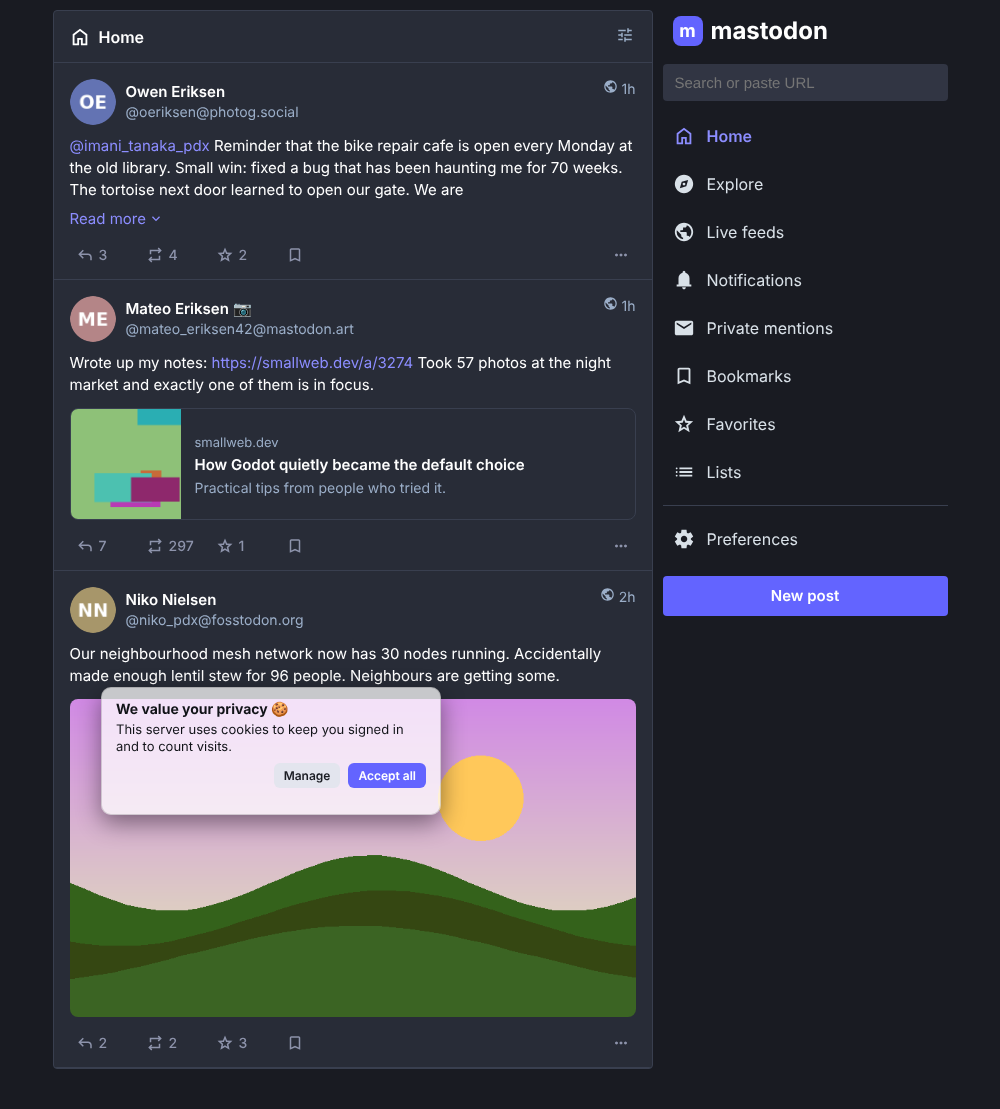 Home
OE
Owen Eriksen
1h
@oeriksen@photog.social
@imani_tanaka_pdx Reminder that the bike repair cafe is open every Monday at
the old library. Small win: fixed a bug that has been haunting me for 70 weeks.
The tortoise next door learned to open our gate. We are
Read more
3 4 2
ME
Mateo Eriksen 📷
1h
@mateo_eriksen42@mastodon.art
Wrote up my notes: https://smallweb.dev/a/3274 Took 57 photos at the night
market and exactly one of them is in focus.
smallweb.dev
How Godot quietly became the default choice
Practical tips from people who tried it.
7 297 1
NN
Niko Nielsen
2h
@niko_pdx@fosstodon.org
Our neighbourhood mesh network now has 30 nodes running. Accidentally
made enough lentil stew for 96 people. Neighbours are getting some.
We value your privacy 🍪
This server uses cookies to keep you signed in
and to count visits.
Manage Accept all
2 2 3
m mastodon
Search or paste URL
Home
Explore
Live feeds
Notifications
Private mentions
Bookmarks
Favorites
Lists
Preferences
New post